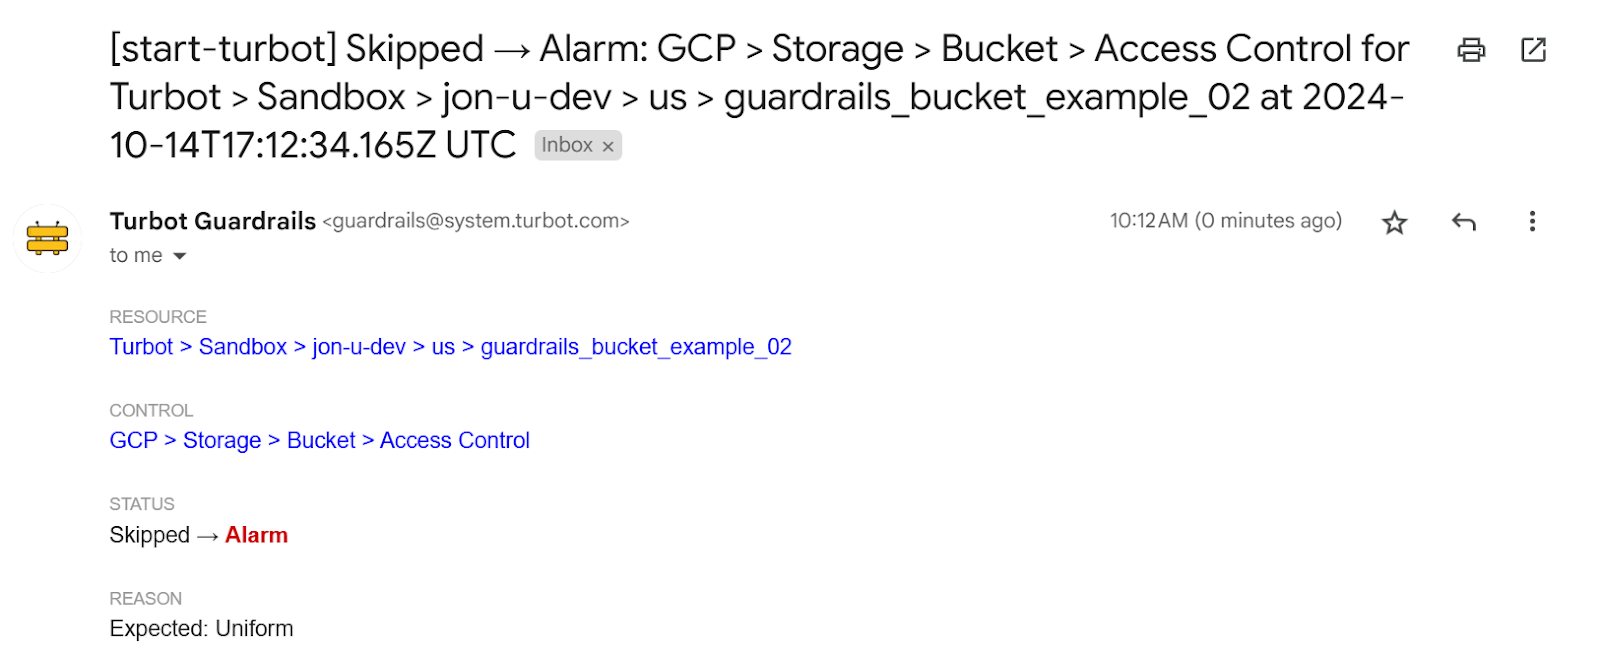 [start-turbot] Skipped → Alarm: GCP > Storage > Bucket > Access Control for
Turbot > Sandbox > jon-u-dev > us > guardrails_bucket_example_02 at 2024-
10-14T17:12:34.165Z UTC Inbox ×
Turbot Guardrails <guardrails@system.turbot.com> 10:12 AM (0 minutes ago)
to me
RESOURCE
Turbot > Sandbox > jon-u-dev > us > guardrails_bucket_example_02
CONTROL
GCP > Storage > Bucket > Access Control
STATUS
Skipped → Alarm
REASON
Expected: Uniform